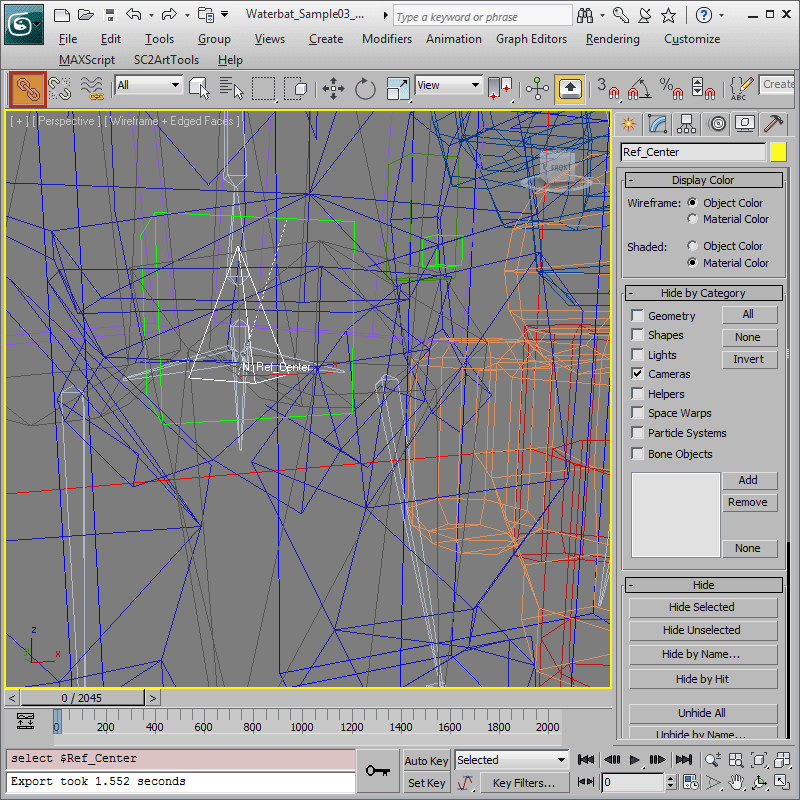 Waterbat_Sample03_...
Type a keyword or phrase
File Edit Tools Group Views Create Modifiers Animation Graph Editors Rendering Customize
MAXScript SC2ArtTools Help
All
View
3
%
ABC
Create
[ + ] [ Perspective ] [ Wireframe + Edged Faces ]
FRONT
Ref_Center
Display Color
Wireframe: Object Color
Material Color
Shaded: Object Color
Material Color
Hide by Category
Geometry All
Shapes None
Lights Invert
Cameras
Helpers
Space Warps
Particle Systems
Bone Objects
Add
Remove
None
Hide
Hide Selected
Hide Unselected
Hide by Name...
Hide by Hit
Unhide All
Unhide by Name...
Ref_Center
z
x
< 0 / 2045 >
0 200 400 600 800 1000 1200 1400 1600 1800 2000
select $Ref_Center
Export took 1.552 seconds
Auto Key Selected
Set Key Key Filters...
0